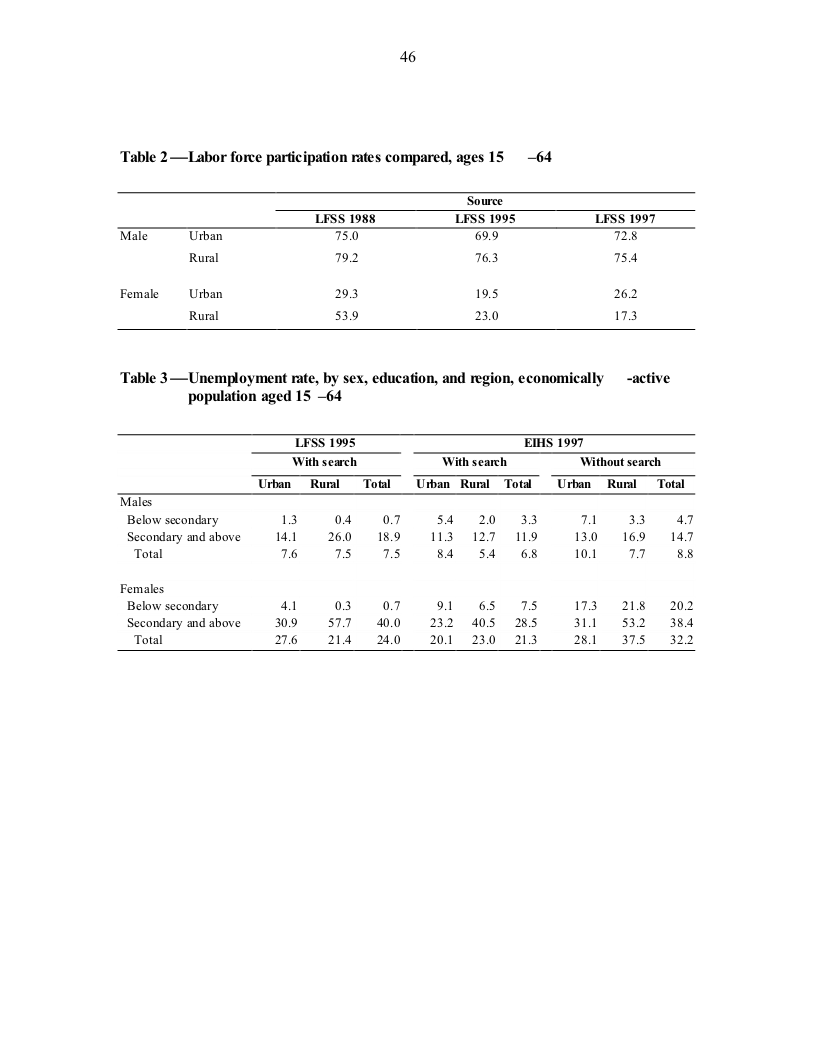 46
Table 2—Labor force participation rates compared, ages 15 –64
Source
LFSS 1988 LFSS 1995 LFSS 1997
Male Urban 75.0 69.9 72.8
Rural 79.2 76.3 75.4
Female Urban 29.3 19.5 26.2
Rural 53.9 23.0 17.3
Table 3—Unemployment rate, by sex, education, and region, economically -active
population aged 15 –64
LFSS 1995 EIHS 1997
With search With search Without search
Urban Rural Total Urban Rural Total Urban Rural Total
Males
Below secondary 1.3 0.4 0.7 5.4 2.0 3.3 7.1 3.3 4.7
Secondary and above 14.1 26.0 18.9 11.3 12.7 11.9 13.0 16.9 14.7
Total 7.6 7.5 7.5 8.4 5.4 6.8 10.1 7.7 8.8
Females
Below secondary 4.1 0.3 0.7 9.1 6.5 7.5 17.3 21.8 20.2
Secondary and above 30.9 57.7 40.0 23.2 40.5 28.5 31.1 53.2 38.4
Total 27.6 21.4 24.0 20.1 23.0 21.3 28.1 37.5 32.2